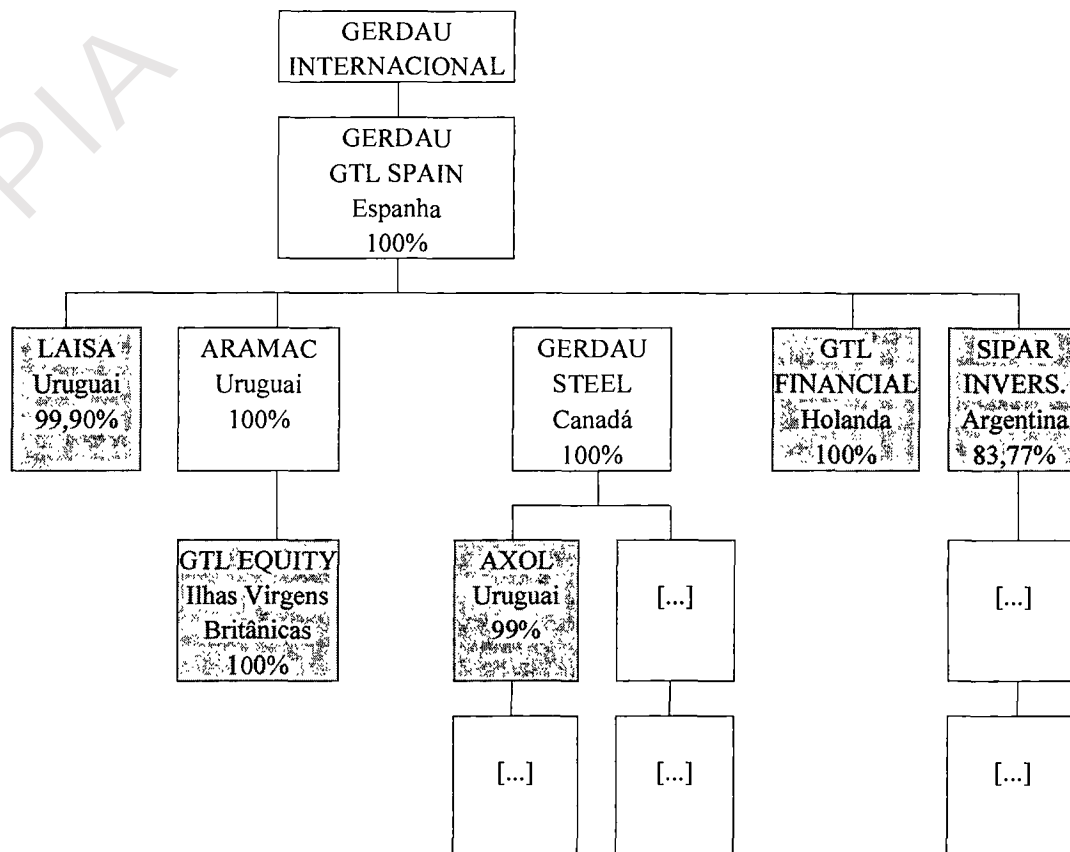 GERDAU
INTERNACIONAL
GERDAU
GTL SPAIN
Espanha
100%
LAISA
Uruguai
99,90%
ARAMAC
Uruguai
100%
GERDAU
STEEL
Canadá
100%
GTL
FINANCIAL
Holanda
100%
SIPAR
INVERS.
Argentina
83,77%
GTL EQUITY
Ilhas Virgens
Britânicas
100%
AXOL
Uruguai
99%
[...]
[...]
[...]
[...]
[...]
PIA